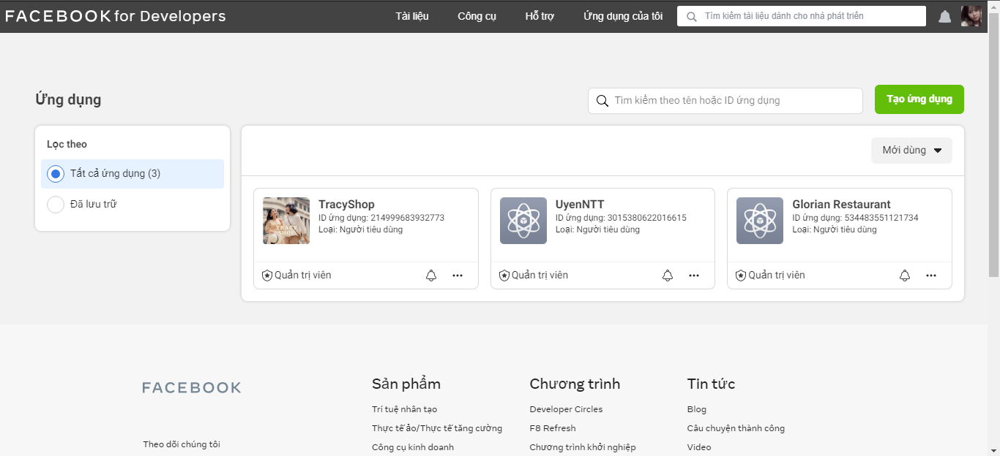 FACEBOOK for Developers
Tài liệu
Công cụ
Hỗ trợ
Ứng dụng của tôi
Tìm kiếm tài liệu dành cho nhà phát triển
Ứng dụng
Tìm kiếm theo tên hoặc ID ứng dụng
Tạo ứng dụng
Lọc theo
Tất cả ứng dụng (3)
Đã lưu trữ
Mới dùng
TRACY
SHOP
TracyShop
ID ứng dụng: 214999683932773
Loại: Người tiêu dùng
Quản trị viên
UyenNTT
ID ứng dụng: 3015380622016615
Loại: Người tiêu dùng
Quản trị viên
Glorian Restaurant
ID ứng dụng: 534483551121734
Loại: Người tiêu dùng
Quản trị viên
FACEBOOK
Theo dõi chúng tôi
Sản phẩm
Trí tuệ nhân tạo
Thực tế ảo/Thực tế tăng cường
Công cụ kinh doanh
Chương trình
Developer Circles
F8 Refresh
Chương trình khởi nghiệp
Tin tức
Blog
Câu chuyện thành công
Video